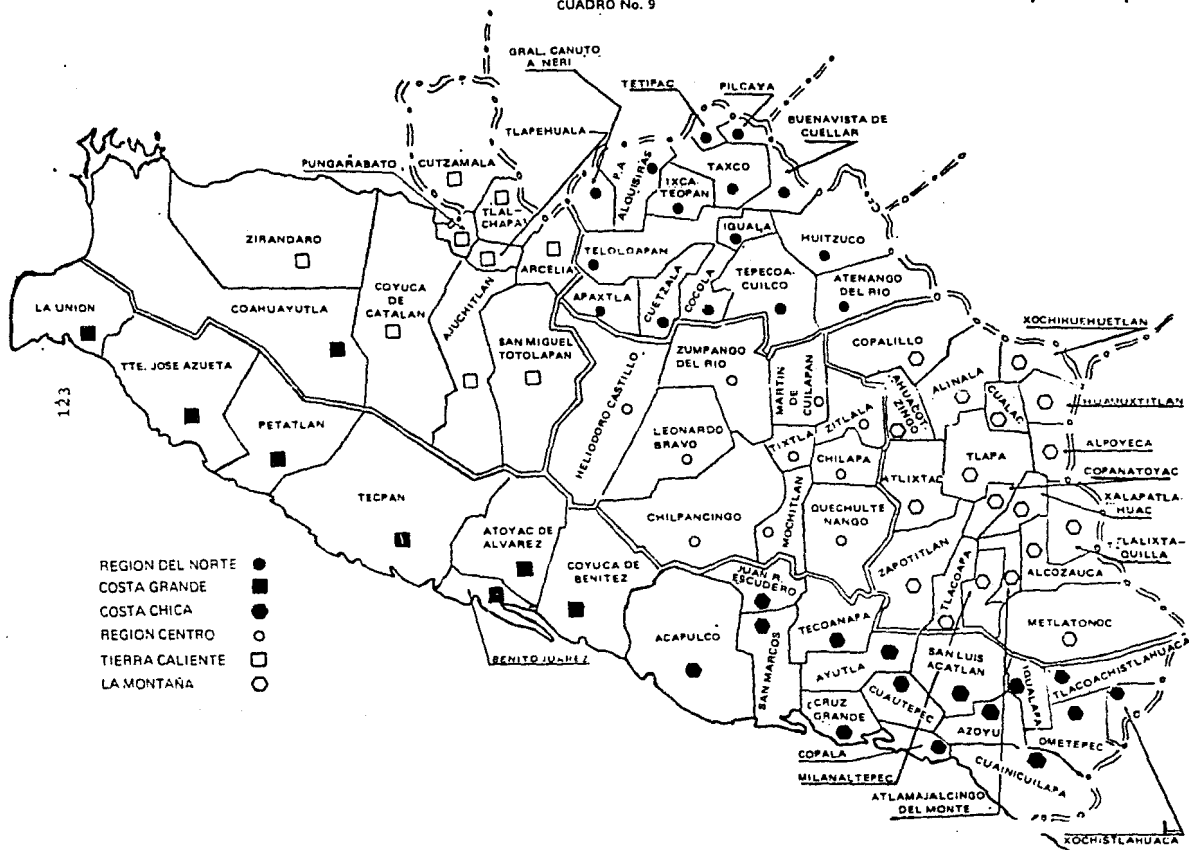 CUADRO No. 9
GRAL. CANUTO
A NERI
TETIPAC
PILCAYA
BUENAVISTA DE
CUELLAR
TLAPEHUALA
PUNGARABATO
CUTZAMALA
TLAL-
CHAPA
P.A
ALQUISIRAS
IXCA-
TEOPAN
TAXCO
IGUALA
HUITZUCO
ZIRANDARO
ARCELIA
TELOLOAPAN
TEPECOA-
CUILCO
ATENANGO
DEL RIO
LA UNION
COAHUAYUTLA
COYUCA
DE
CATALAN
AJUCHITLAN
APAXTLA
CUETZALA
COCOLA
XOCHIHUEHUETLAN
SAN MIGUEL
TOTOLAPAN
ZUMPANGO
DEL RIO
COPALILLO
TTE. JOSE AZUETA
HELIODORO CASTILLO
MARTIN
DE
CUILAPAN
AHUACOT-
ZINGO
ALINALA
CUALAC
HUAMUXTITLAN
123
PETATLAN
LEONARDO
BRAVO
TIXTLA
ZITLALA
CHILAPA
ALPOYECA
TLAPA
ATLIXTAC
COPANATOYAC
TECPAN
XALAPATLA-
HUAC
CHILPANCINGO
MOCHITLAN
QUECHULTE
NANGO
ATOYAC DE
ALVAREZ
TLALIXTA-
QUILLA
COYUCA DE
BENITEZ
JUAN R.
ESCUDERO
ZAPOTITLAN
TLACOAPA
ALCOZAUCA
REGION DEL NORTE
COSTA GRANDE
COSTA CHICA
REGION CENTRO
TIERRA CALIENTE
LA MONTAÑA
BENITO JUAREZ
ACAPULCO
SAN MARCOS
TECOANAPA
METLATONOC
AYUTLA
SAN LUIS
ACATLAN
IGUALAPA
TLACOACHISTLAHUACA
CRUZ
GRANDE
CUAUTEPEC
AZOYU
OMETEPEC
COPALA
CUAINICUILAPA
MILANALTEPEC
ATLAMAJALCINGO
DEL MONTE
XOCHISTLAHUACA